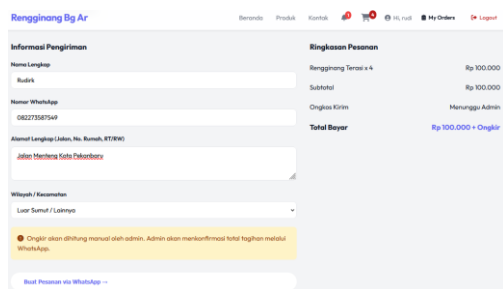 Rengginang Bg Ar
Beranda Produk Kontak Hi, rudi My Orders Logout
Informasi Pengiriman
Nama Lengkap
Rudirk
Nomor WhatsApp
082273587549
Alamat Lengkap (Jalan, No. Rumah, RT/RW)
Jalan Menteng Kota Pekanbaru
Wilayah / Kecamatan
Luar Sumut / Lainnya
Ongkir akan dihitung manual oleh admin. Admin akan menkonfirmasi total tagihan melalui
WhatsApp.
Buat Pesanan via WhatsApp →
Ringkasan Pesanan
Rengginang Terasi x 4 Rp 100.000
Subtotal Rp 100.000
Ongkos Kirim Menunggu Admin
Total Bayar Rp 100.000 + Ongkir